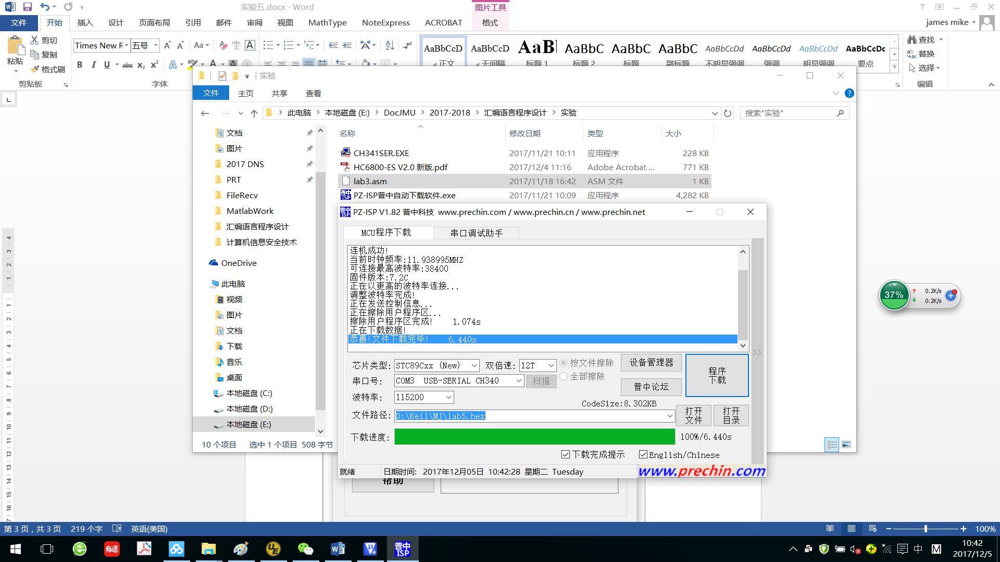 实验五.docx - Word
图片工具
文件
开始
插入
设计
页面布局
引用
邮件
审阅
视图
MathType
NoteExpress
ACROBAT
格式
james mike
粘贴
剪切
复制
格式刷
剪贴板
Times New R
五号
字体
AaBbCcD
AaBbCcD
AaBl
AaBbC
AaBbC
AaBbC
AaBbCcDd
AaBbCcDd
AaBbCcDd
AaBbCcDc
正文
无间隔
标题 1
标题 2
标题
副标题
不明显强调
强调
明显强调
要点
查找
替换
选择
编辑
实验
文件
主页
共享
查看
此电脑
本地磁盘 (E:)
DocJMU
2017-2018
汇编语言程序设计
实验
搜索"实验"
文档
图片
2017 DNS
PRT
FileRecv
MatlabWork
汇编语言程序设计
计算机信息安全技术
OneDrive
此电脑
视频
图片
文档
下载
音乐
桌面
本地磁盘 (C:)
本地磁盘 (D:)
本地磁盘 (E:)
名称 修改日期 类型 大小
CH341SER.EXE 2017/11/21 10:11 应用程序 228 KB
HC6800-ES V2.0 新版.pdf 2017/12/4 11:16 Adobe Acrobat ... 771 KB
lab3.asm 2017/11/18 16:42 ASM 文件 1 KB
PZ-ISP普中自动下载软件.exe 2017/11/21 10:09 应用程序 4,282 KB
10 个项目 选中 1 个项目 508 字节
PZ-ISP V1.82 普中科技 www.prechin.com / www.prechin.cn / www.prechin.net
MCU程序下载
串口调试助手
连机成功!
当前时钟频率:11.938995MHZ
可连接最高波特率:38400
固件版本:7.2C
正在以更高的波特率连接...
调整波特率完成!
正在发送控制信息...
正在擦除用户程序区...
擦除用户程序区完成! 1.074s
正在下载数据!
恭喜!文件下载完毕! 6.440s
芯片类型: STC89Cxx (New)
双倍速: 12T
按文件擦除
全部擦除
设备管理器
程序
下载
串口号: COM3 USB-SERIAL CH340
扫描
普中论坛
波特率: 115200
CodeSize:8.302KB
文件路径: D:\Keil\MJ\lab5.hex
打开
文件
打开
目录
下载进度:
100%/6.440s
下载完成提示
English/Chinese
就绪
日期时间: 2017年12月05日 10:42:28 星期二 Tuesday
www.prechin.com
帮助
37%
0.2K/s
0.2K/s
第 3 页，共 3 页
219 个字
英语(美国)
100%
有道
UE
普中
ISP
中
M
10:42
2017/12/5